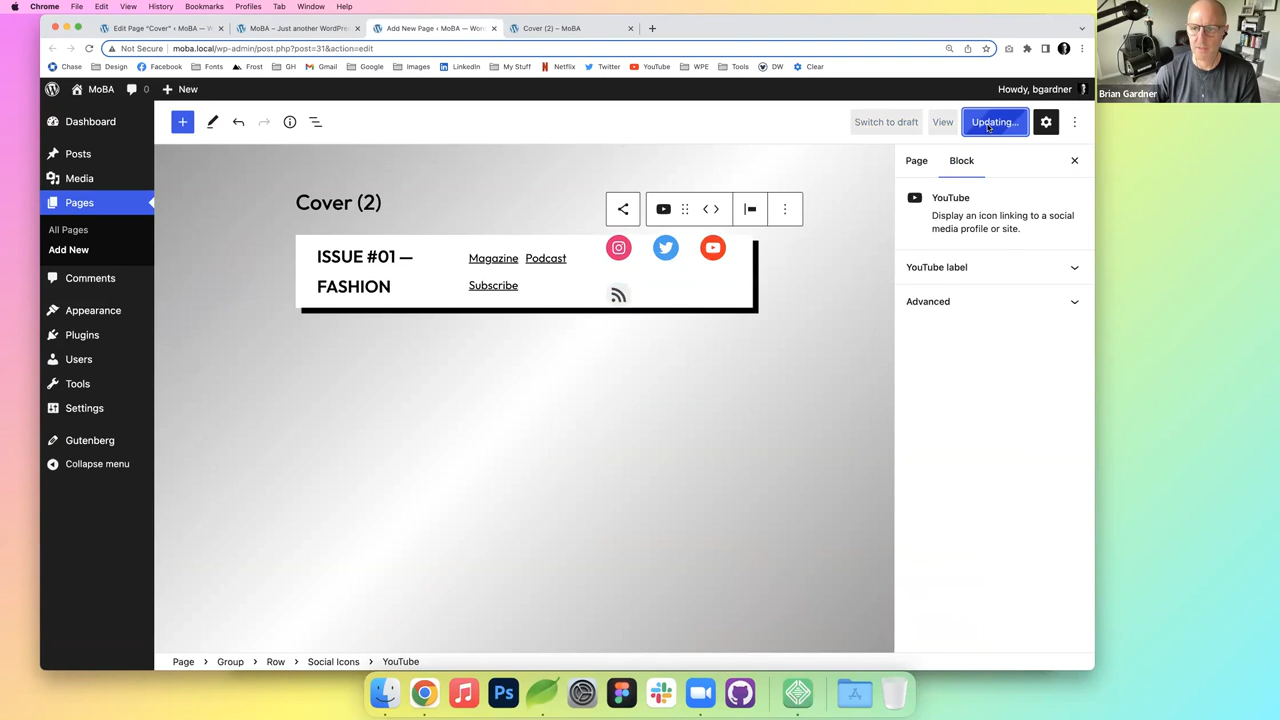 Chrome File Edit View History Bookmarks Profiles Tab Window Help
Edit Page “Cover” ‹ MoBA — W
MoBA – Just another WordPre
Add New Page ‹ MoBA — Wor
Cover (2) – MoBA
Not Secure moba.local/wp-admin/post.php?post=31&action=edit
Chase Design Facebook Fonts Frost GH Gmail Google Images LinkedIn My Stuff Netflix Twitter YouTube WPE Tools DW Clear
Brian Gardner
MoBA 0 New Howdy, bgardner
Dashboard
Posts
Media
Pages
All Pages
Add New
Comments
Appearance
Plugins
Users
Tools
Settings
Gutenberg
Collapse menu
Switch to draft View Updating...
Cover (2)
ISSUE #01 —
FASHION
Magazine Podcast
Subscribe
Page Block
YouTube
Display an icon linking to a social
media profile or site.
YouTube label
Advanced
Page › Group › Row › Social Icons › YouTube
Ps